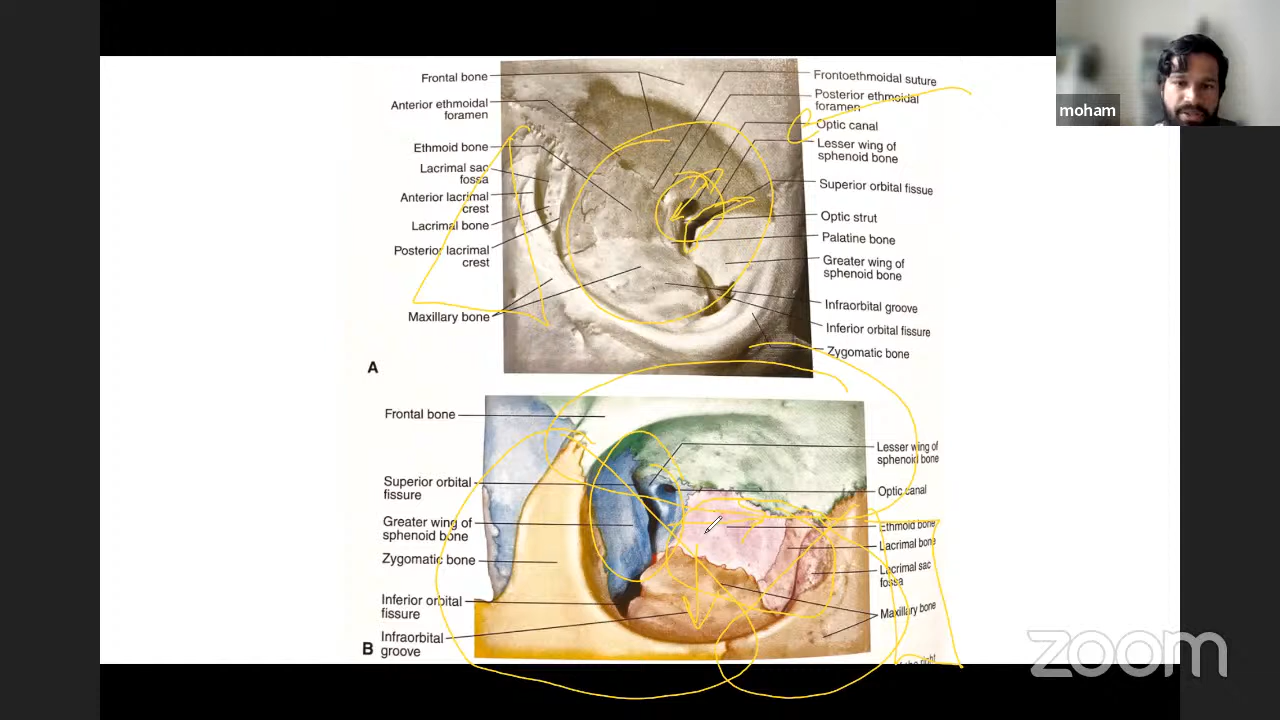 Frontal bone
Anterior ethmoidal
foramen
Ethmoid bone
Lacrimal sac
fossa
Anterior lacrimal
crest
Lacrimal bone
Posterior lacrimal
crest
Maxillary bone
Frontoethmoidal suture
Posterior ethmoidal
foramen
Optic canal
Lesser wing of
sphenoid bone
Superior orbital fissue
Optic strut
Palatine bone
Greater wing of
sphenoid bone
Infraorbital groove
Inferior orbital fissure
Zygomatic bone
A
moham
Frontal bone
Superior orbital
fissure
Greater wing of
sphenoid bone
Zygomatic bone
Inferior orbital
fissure
Infraorbital
groove
Lesser wing of
sphenoid bone
Optic canal
Ethmoid bone
Lacrimal bone
Lacrimal sac
fossa
Maxillary bone
B
the right
zoom